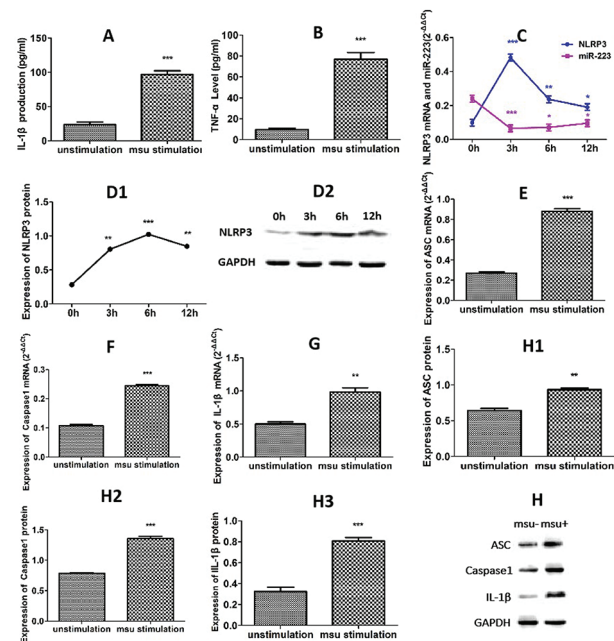 A
IL-1β production (pg/ml)
150
100
50
0
***
unstimulation
msu stimulation
B
TNF-α Level (pg/ml)
100
80
60
40
20
0
***
unstimulation
msu stimulation
C
NLRP3 mRNA and miR-223(2^-ΔΔCt)
0.6
0.4
0.2
0.0
NLRP3
miR-223
***
**
*
***
*
*
0h
3h
6h
12h
D1
Expression of NLRP3 protein
1.5
1.0
0.5
0.0
**
***
**
0h
3h
6h
12h
D2
0h 3h 6h 12h
NLRP3
GAPDH
E
Expression of ASC mRNA (2^-ΔΔCt)
1.0
0.8
0.6
0.4
0.2
0.0
***
unstimulation
msu stimulation
F
Expression of Caspase1 mRNA (2^-ΔΔCt)
0.3
0.2
0.1
0.0
***
unstimulation
msu stimulation
G
Expression of IL-1β mRNA (2^-ΔΔCt)
1.5
1.0
0.5
0.0
**
unstimulation
msu stimulation
H1
Expression of ASC protein
1.5
1.0
0.5
0.0
**
unstimulation
msu stimulation
H2
Expression of Caspase1 protein
1.5
1.0
0.5
0.0
***
unstimulation
msu stimulation
H3
Expression of IIL-1β protein
1.0
0.8
0.6
0.4
0.2
0.0
***
unstimulation
msu stimulation
H
msu- msu+
ASC
Caspase1
IL-1β
GAPDH